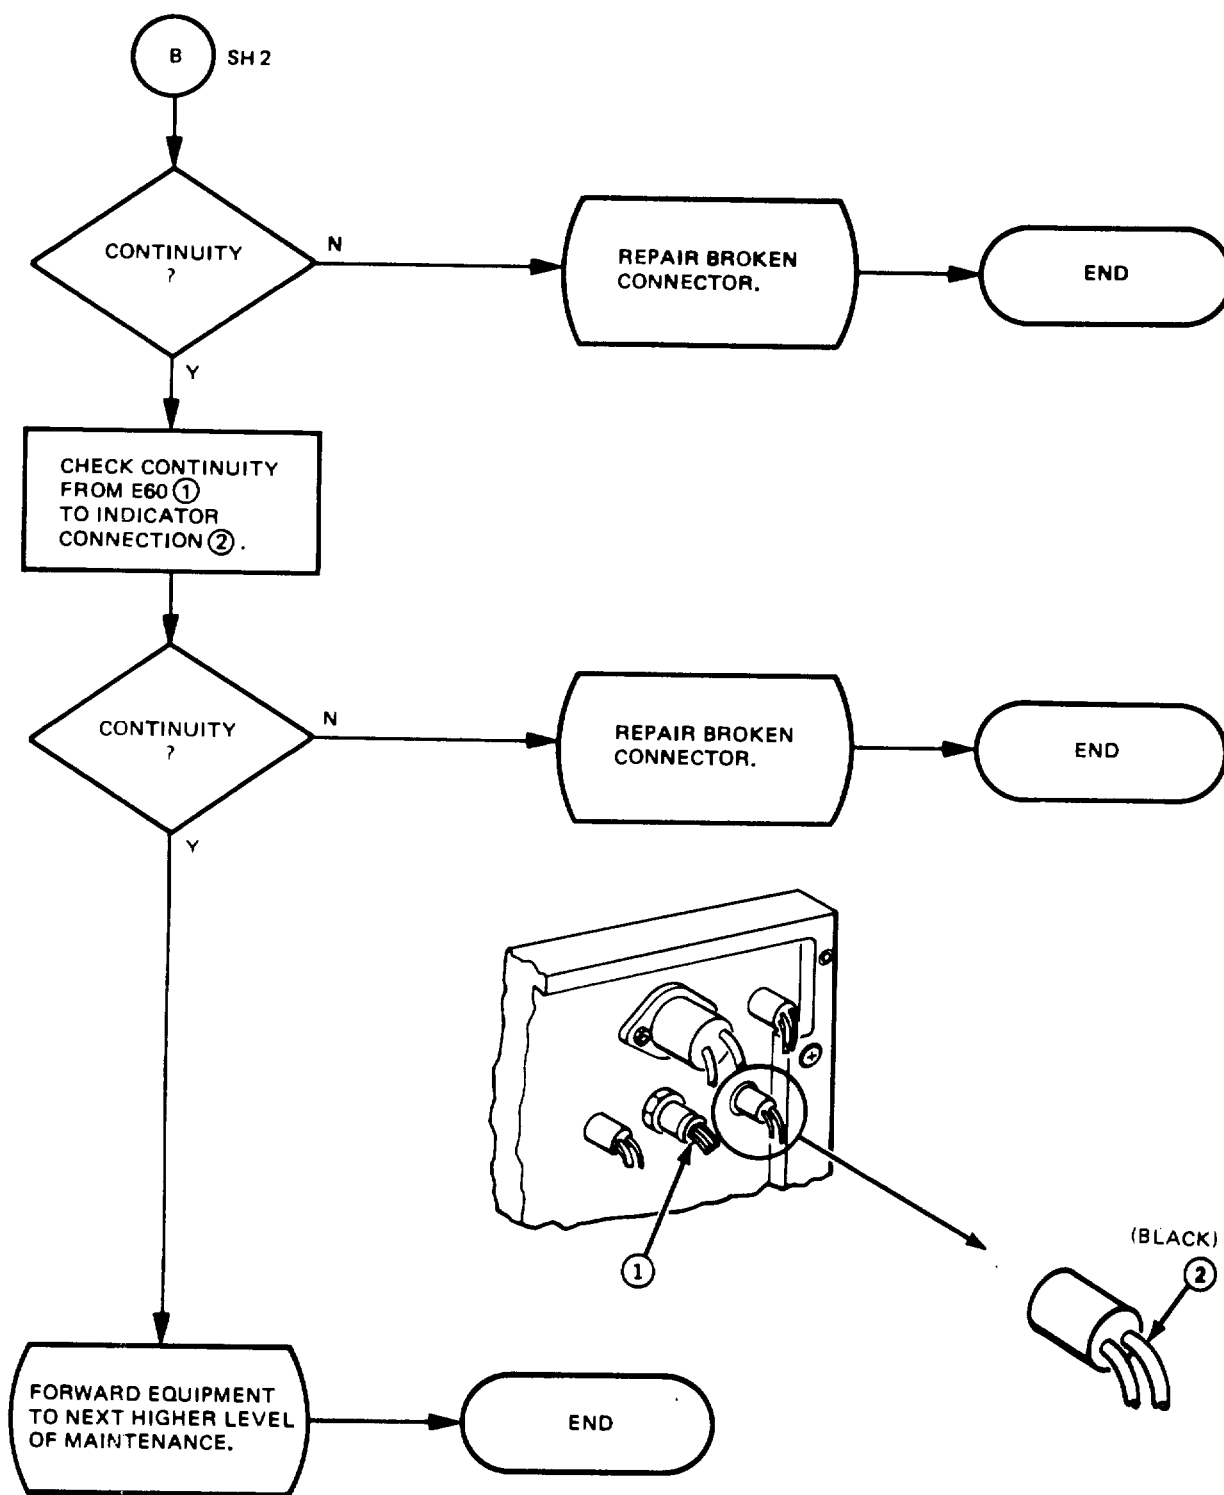 B
SH 2
CONTINUITY
?
N
REPAIR BROKEN
CONNECTOR.
END
Y
CHECK CONTINUITY
FROM E60 ①
TO INDICATOR
CONNECTION ② .
CONTINUITY
?
N
REPAIR BROKEN
CONNECTOR.
END
Y
①
(BLACK)
②
FORWARD EQUIPMENT
TO NEXT HIGHER LEVEL
OF MAINTENANCE.
END